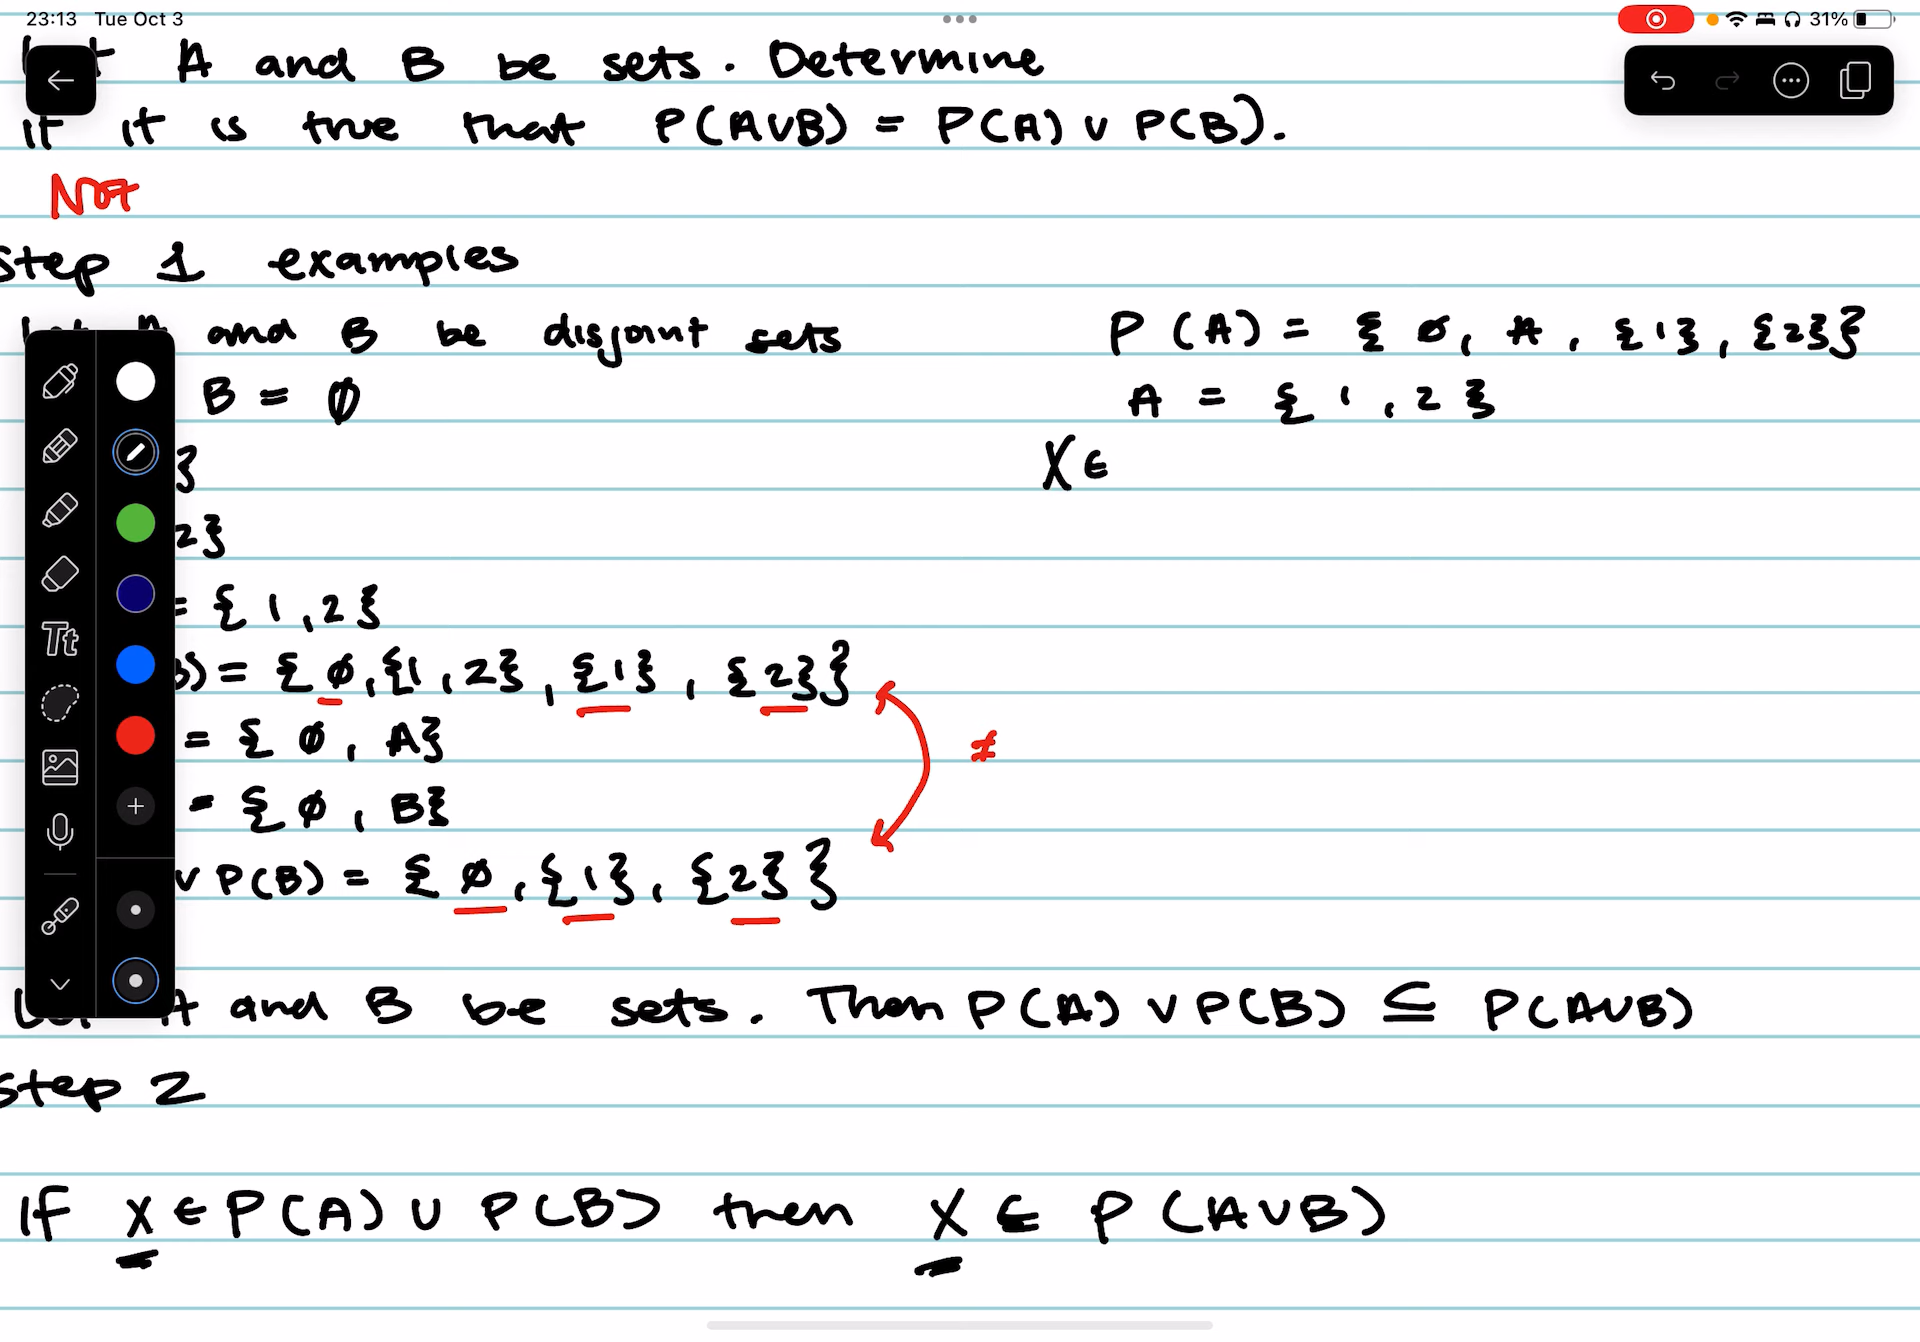 23:13 Tue Oct 3
31%
A and B be sets. Determine
if it is true that P(A∪B) = P(A) ∪ P(B).
Not
Step 1 examples
and B be disjoint sets
B = ∅
}
2}
= {1,2}
B) = {∅,{1,2}, {1}, {2}}
= {∅, A}
= {∅, B}
∪ P(B) = {∅,{1}, {2}}
≠
P (A) = {∅, A, {1}, {2}}
A = {1,2}
X ∈
A and B be sets. Then P(A) ∪ P(B) ⊆ P(A∪B)
Step 2
If X ∈ P(A) ∪ P(B) then X ∈ P (A∪B)
Tt